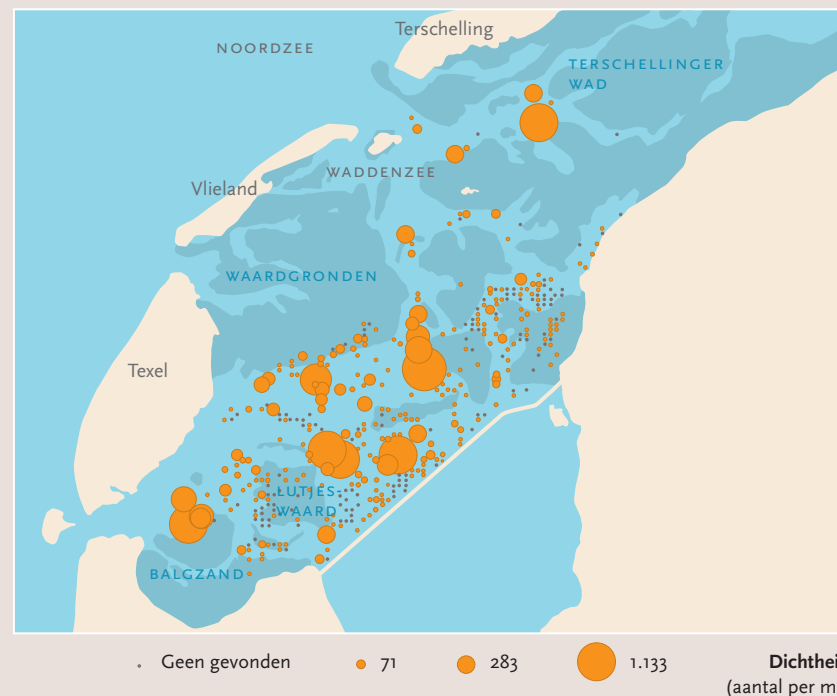 Terschelling
NOORDZEE
TERSCHELLINGER
WAD
WADDENZEE
Vlieland
WAARDGRONDEN
Texel
LUTJES-
WAARD
BALGZAND
Geen gevonden
71
283
1.133
Dichthei
(aantal per m